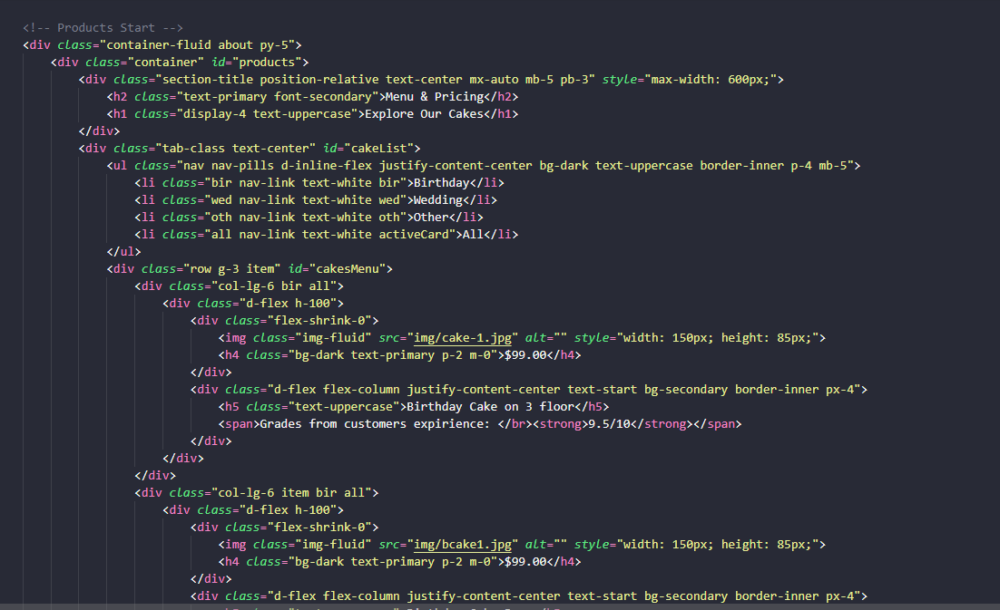 <!-- Products Start -->
<div class="container-fluid about py-5">
<div class="container" id="products">
<div class="section-title position-relative text-center mx-auto mb-5 pb-3" style="max-width: 600px;">
<h2 class="text-primary font-secondary">Menu & Pricing</h2>
<h1 class="display-4 text-uppercase">Explore Our Cakes</h1>
</div>
<div class="tab-class text-center" id="cakeList">
<ul class="nav nav-pills d-inline-flex justify-content-center bg-dark text-uppercase border-inner p-4 mb-5">
<li class="bir nav-link text-white bir">Birthday</li>
<li class="wed nav-link text-white wed">Wedding</li>
<li class="oth nav-link text-white oth">Other</li>
<li class="all nav-link text-white activeCard">All</li>
</ul>
<div class="row g-3 item" id="cakesMenu">
<div class="col-lg-6 bir all">
<div class="d-flex h-100">
<div class="flex-shrink-0">
<img class="img-fluid" src="img/cake-1.jpg" alt="" style="width: 150px; height: 85px;">
<h4 class="bg-dark text-primary p-2 m-0">$99.00</h4>
</div>
<div class="d-flex flex-column justify-content-center text-start bg-secondary border-inner px-4">
<h5 class="text-uppercase">Birthday Cake on 3 floor</h5>
<span>Grades from customers expirience: </br><strong>9.5/10</strong></span>
</div>
</div>
</div>
<div class="col-lg-6 item bir all">
<div class="d-flex h-100">
<div class="flex-shrink-0">
<img class="img-fluid" src="img/bcake1.jpg" alt="" style="width: 150px; height: 85px;">
<h4 class="bg-dark text-primary p-2 m-0">$99.00</h4>
</div>
<div class="d-flex flex-column justify-content-center text-start bg-secondary border-inner px-4">